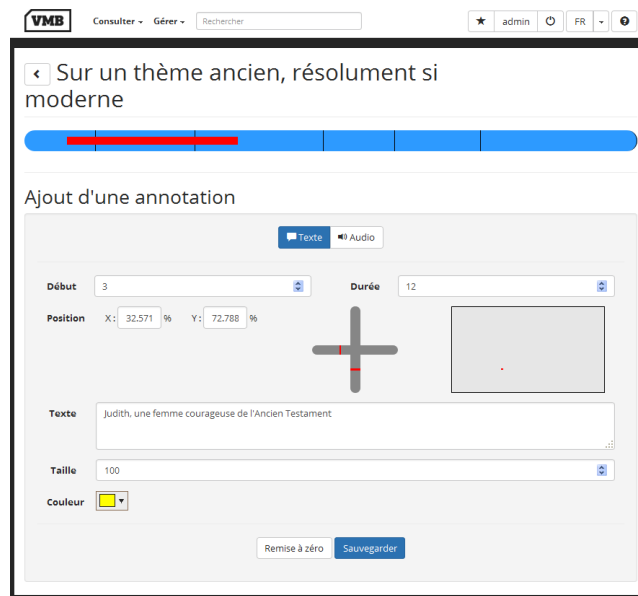 VMB Consulter Gérer Rechercher admin FR
Sur un thème ancien, résolument si
moderne
Ajout d'une annotation
Texte Audio
Début 3 Durée 12
Position X : 32.571 % Y : 72.788 %
Texte Judith, une femme courageuse de l'Ancien Testament
Taille 100
Couleur
Remise à zéro Sauvegarder